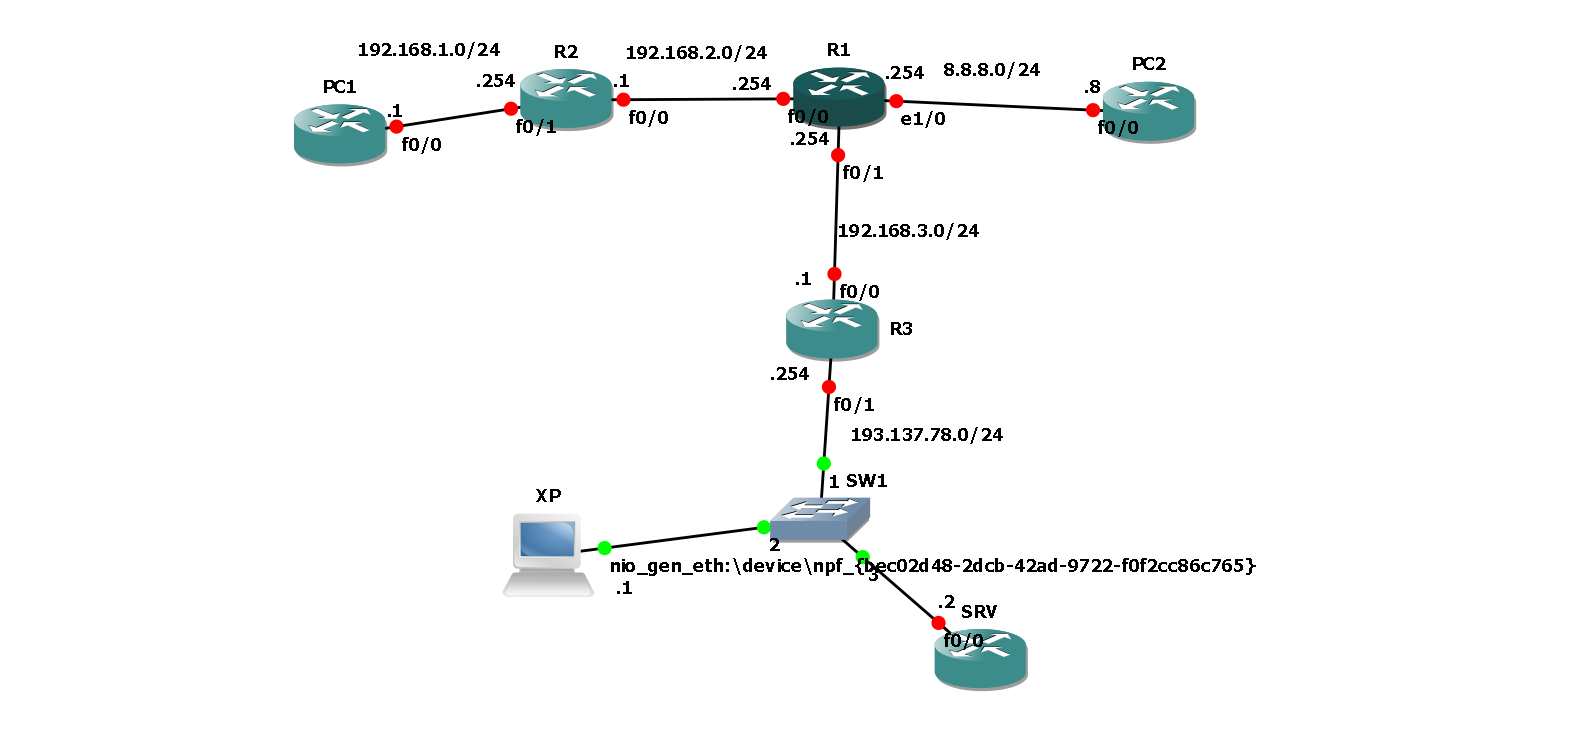 192.168.1.0/24
R2
192.168.2.0/24
R1
8.8.8.0/24
PC2
PC1
.254
.1
.254
.254
.8
.1
f0/0
f0/1
f0/0
f0/0
e1/0
f0/0
.254
f0/1
192.168.3.0/24
.1
f0/0
R3
.254
f0/1
193.137.78.0/24
1
SW1
XP
2
nio_gen_eth:\device\npf_{bec02d48-2dcb-42ad-9722-f0f2cc86c765}
3
.1
.2
SRV
f0/0